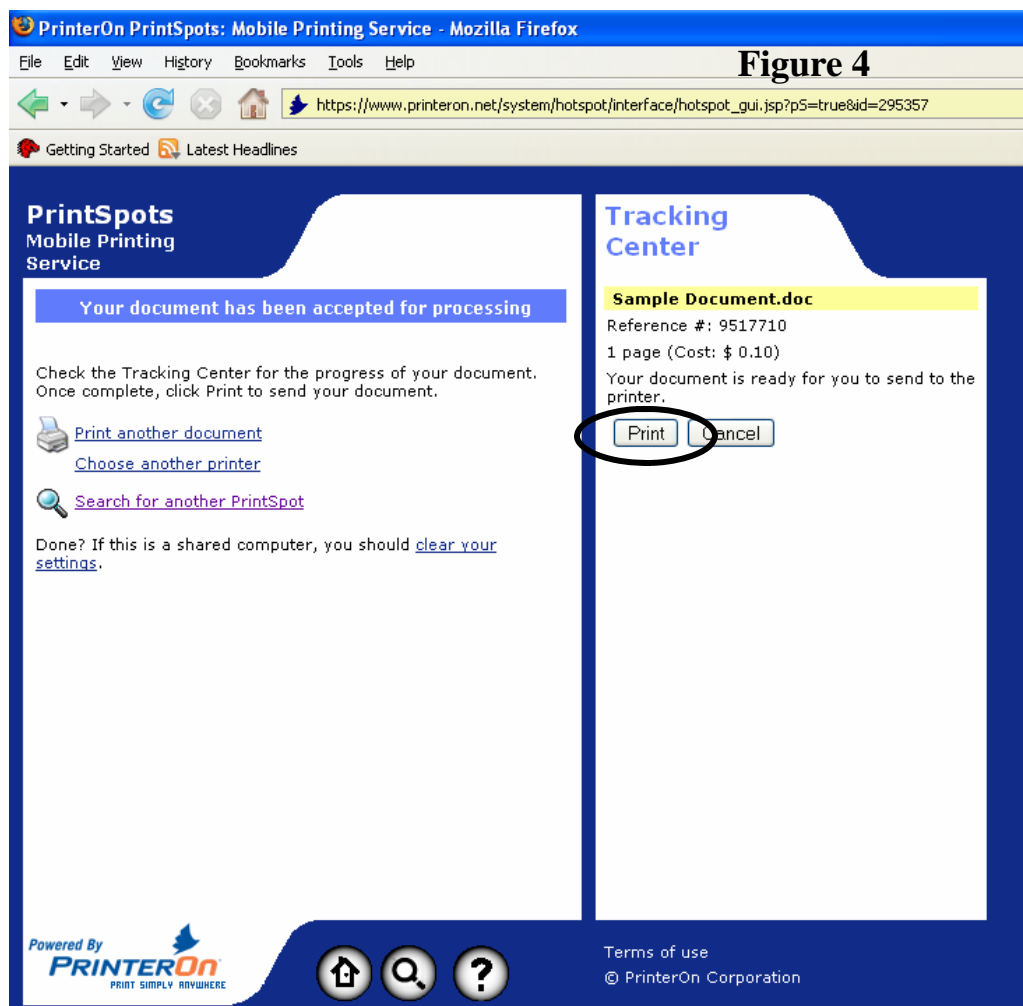 PrinterOn PrintSpots: Mobile Printing Service - Mozilla Firefox
File Edit View History Bookmarks Tools Help
Figure 4
https://www.printeron.net/system/hotspot/interface/hotspot_gui.jsp?pS=true&id=295357
Getting Started Latest Headlines
PrintSpots
Mobile Printing
Service
Your document has been accepted for processing
Check the Tracking Center for the progress of your document.
Once complete, click Print to send your document.
Print another document
Choose another printer
Search for another PrintSpot
Done? If this is a shared computer, you should clear your
settings.
Tracking
Center
Sample Document.doc
Reference #: 9517710
1 page (Cost: $ 0.10)
Your document is ready for you to send to the
printer.
Print Cancel
Powered By
PRINTERON
PRINT SIMPLY ANYWHERE
?
Terms of use
© PrinterOn Corporation